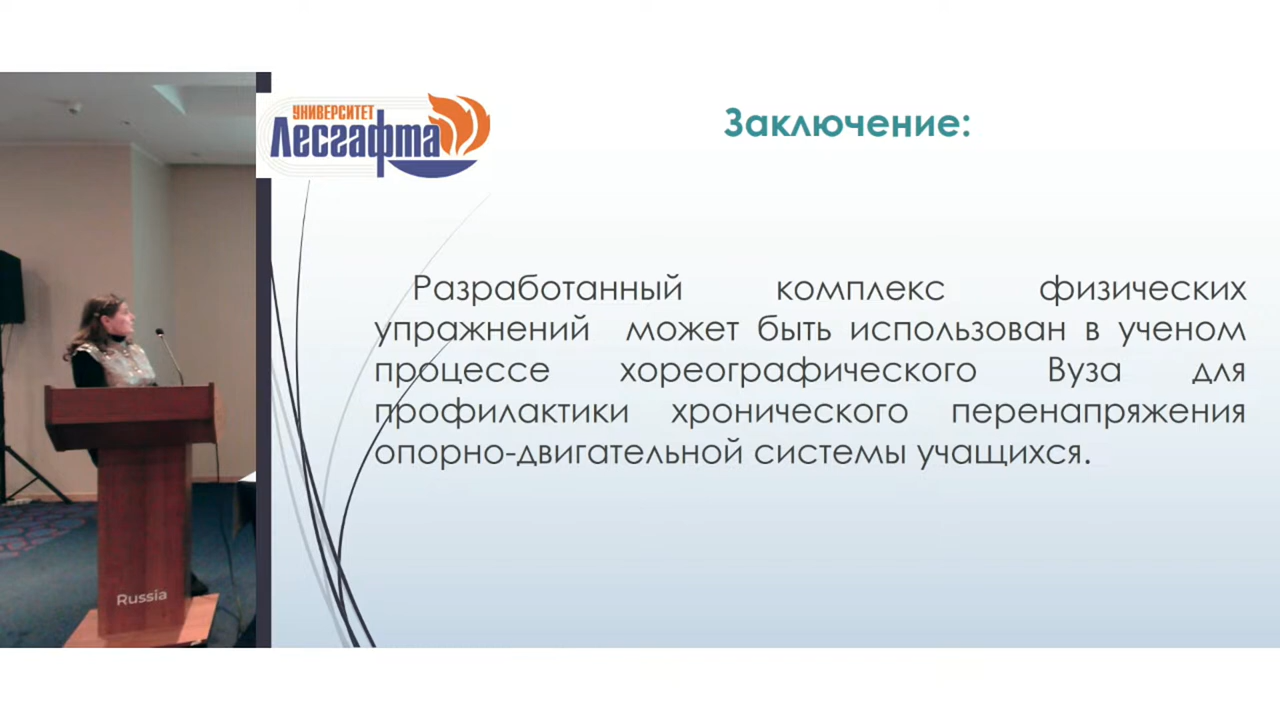 УНИВЕРСИТЕТ
Лесгафта
Заключение:
Разработанный комплекс физических
упражнений может быть использован в ученом
процессе хореографического Вуза для
профилактики хронического перенапряжения
опорно-двигательной системы учащихся.
Russia